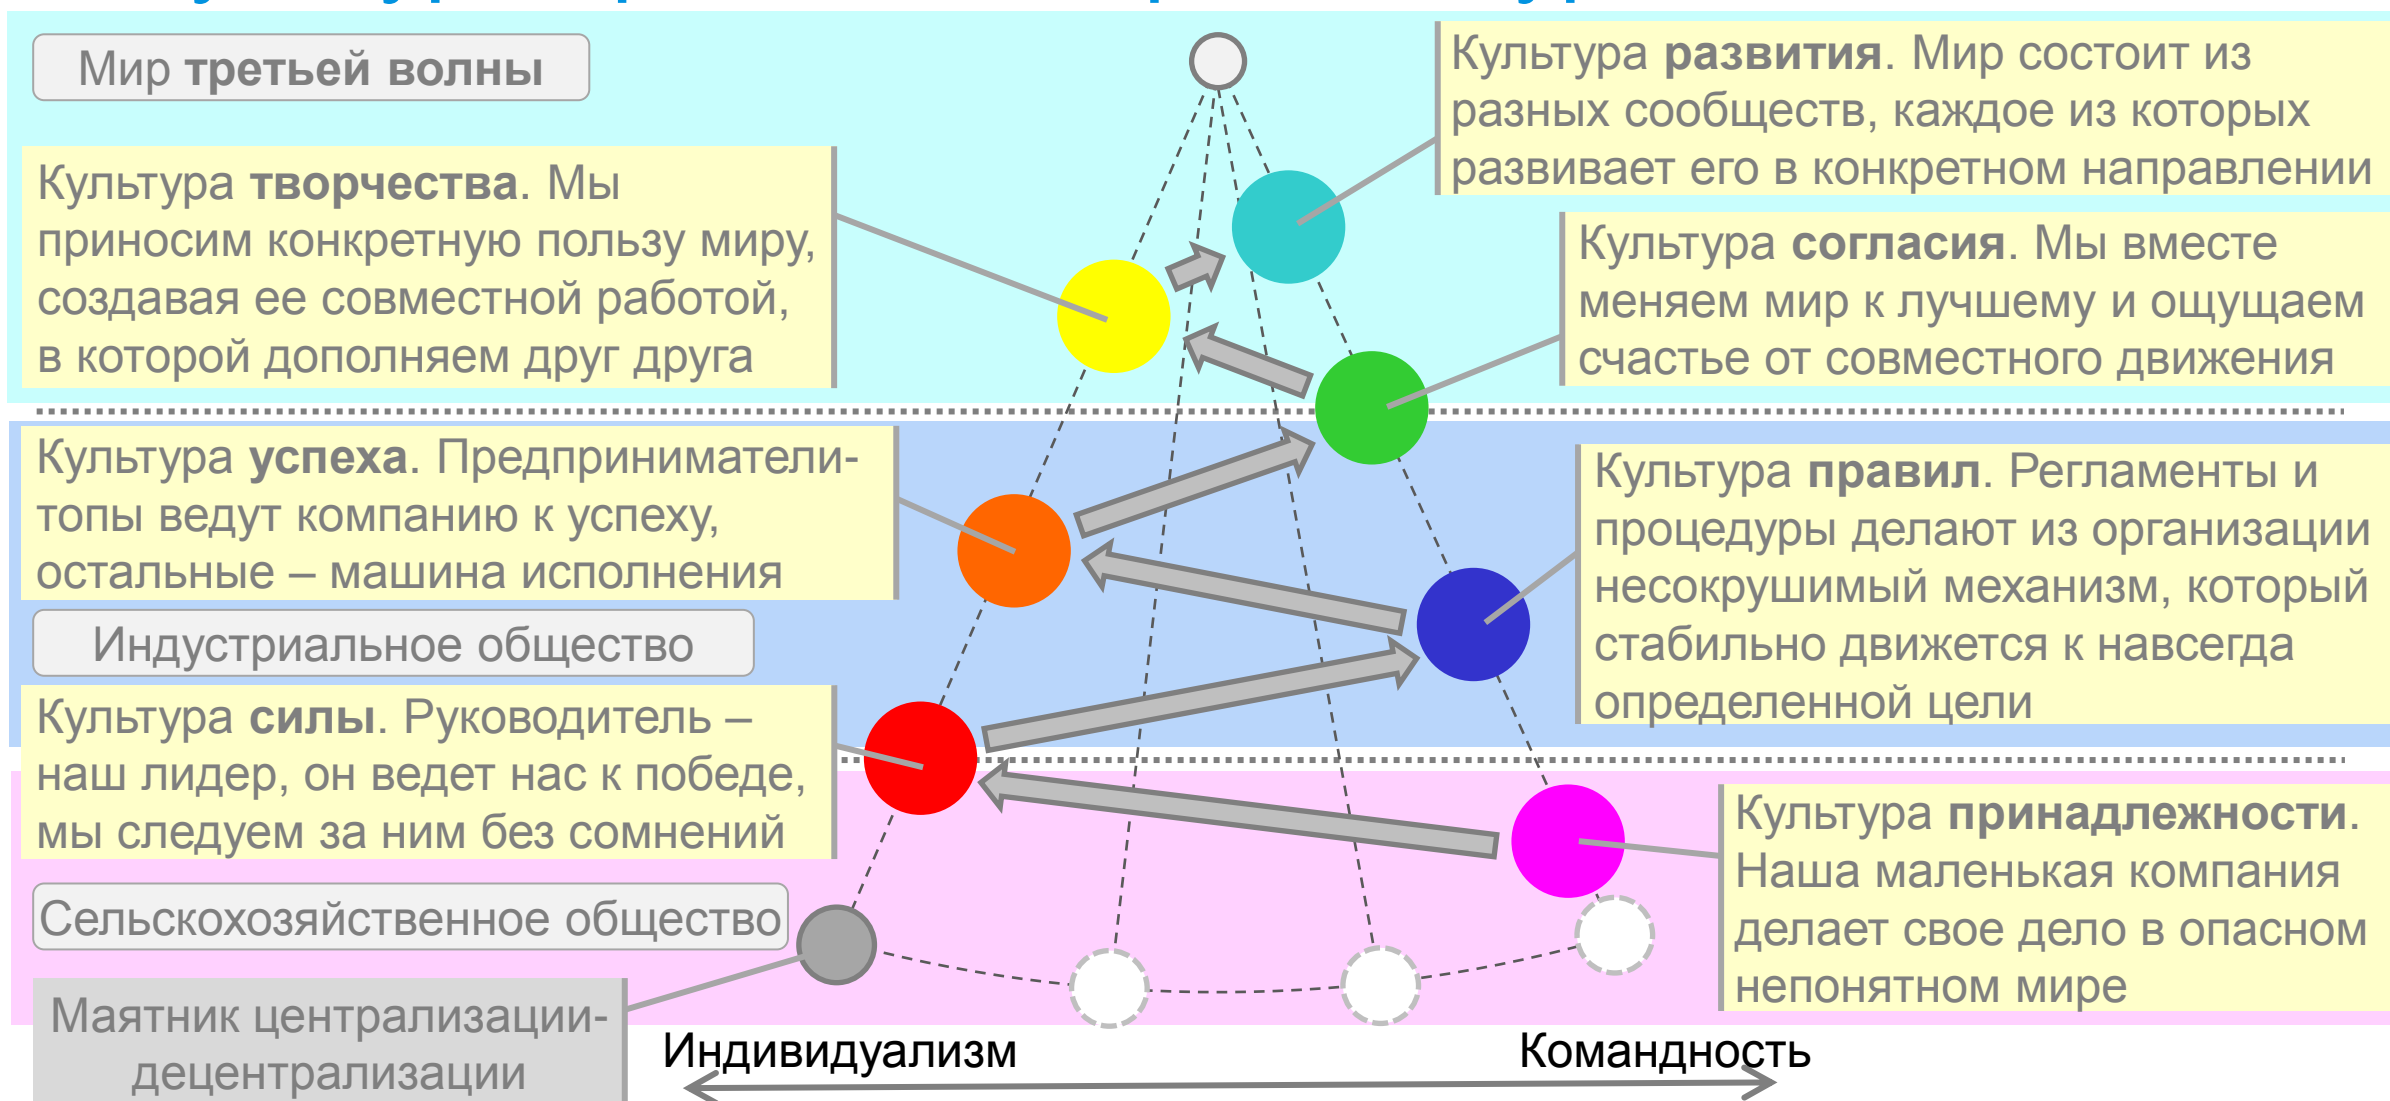 Мир третьей волны
Культура развития. Мир состоит из
разных сообществ, каждое из которых
развивает его в конкретном направлении
Культура творчества. Мы
приносим конкретную пользу миру,
создавая ее совместной работой,
в которой дополняем друг друга
Культура согласия. Мы вместе
меняем мир к лучшему и ощущаем
счастье от совместного движения
Культура успеха. Предприниматели-
топы ведут компанию к успеху,
остальные – машина исполнения
Культура правил. Регламенты и
процедуры делают из организации
несокрушимый механизм, который
стабильно движется к навсегда
определенной цели
Индустриальное общество
Культура силы. Руководитель –
наш лидер, он ведет нас к победе,
мы следуем за ним без сомнений
Культура принадлежности.
Наша маленькая компания
делает свое дело в опасном
непонятном мире
Сельскохозяйственное общество
Маятник централизации-
децентрализации
Индивидуализм
Командность